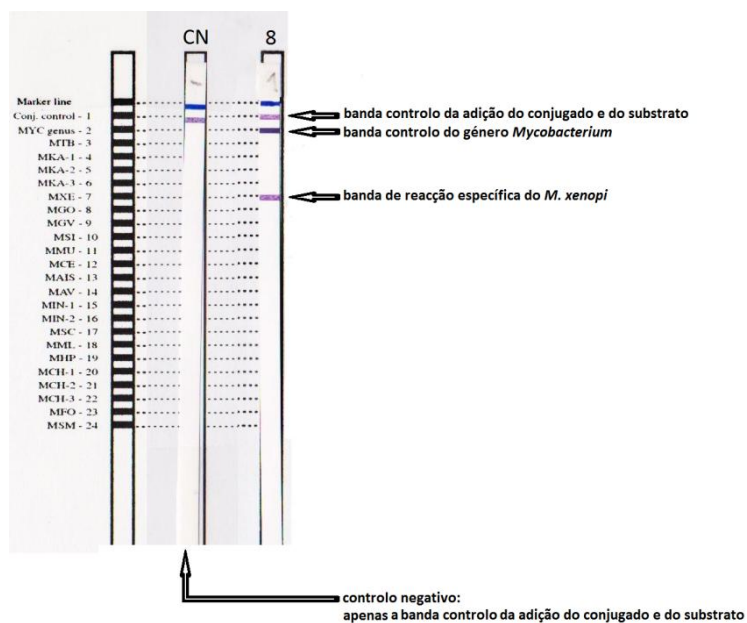 CN 8
Marker line
Conj. control - 1
banda controlo da adição do conjugado e do substrato
MYC genus - 2
banda controlo do género Mycobacterium
MTB - 3
MKA-1 - 4
MKA-2 - 5
MKA-3 - 6
MXE - 7
banda de reacção específica do M. xenopi
MGO - 8
MGV - 9
MSI - 10
MMU - 11
MCE - 12
MAIS - 13
MAV - 14
MIN-1 - 15
MIN-2 - 16
MSC - 17
MML - 18
MHP - 19
MCH-1 - 20
MCH-2 - 21
MCH-3 - 22
MFO - 23
MSM - 24
controlo negativo:
apenas a banda controlo da adição do conjugado e do substrato